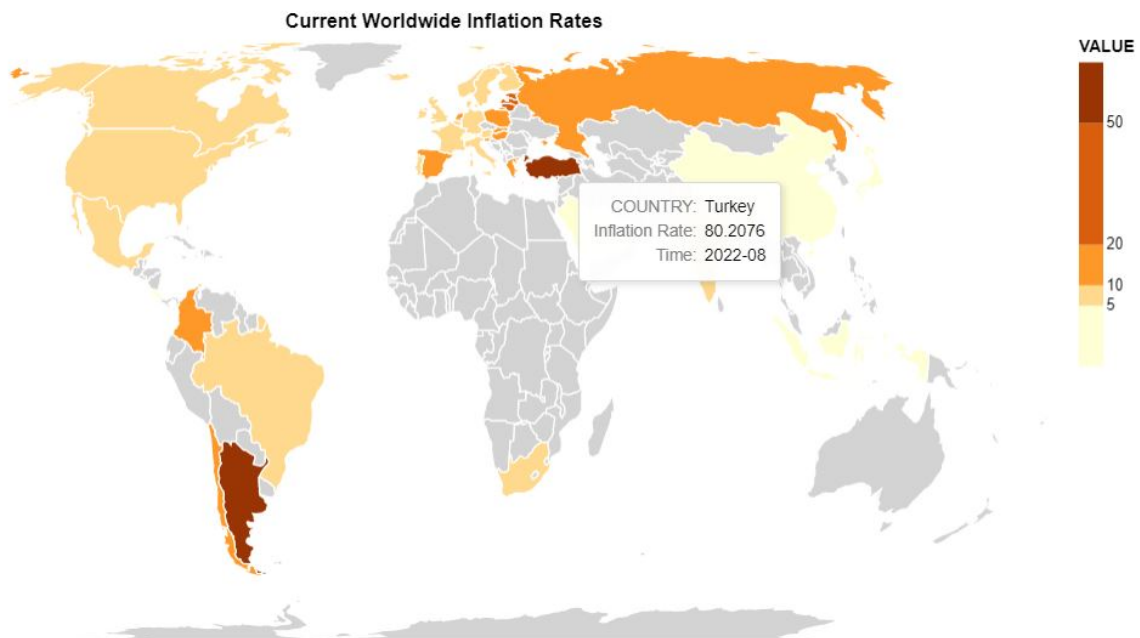 Current Worldwide Inflation Rates
VALUE
50
20
10
5
COUNTRY: Turkey
Inflation Rate: 80.2076
Time: 2022-08